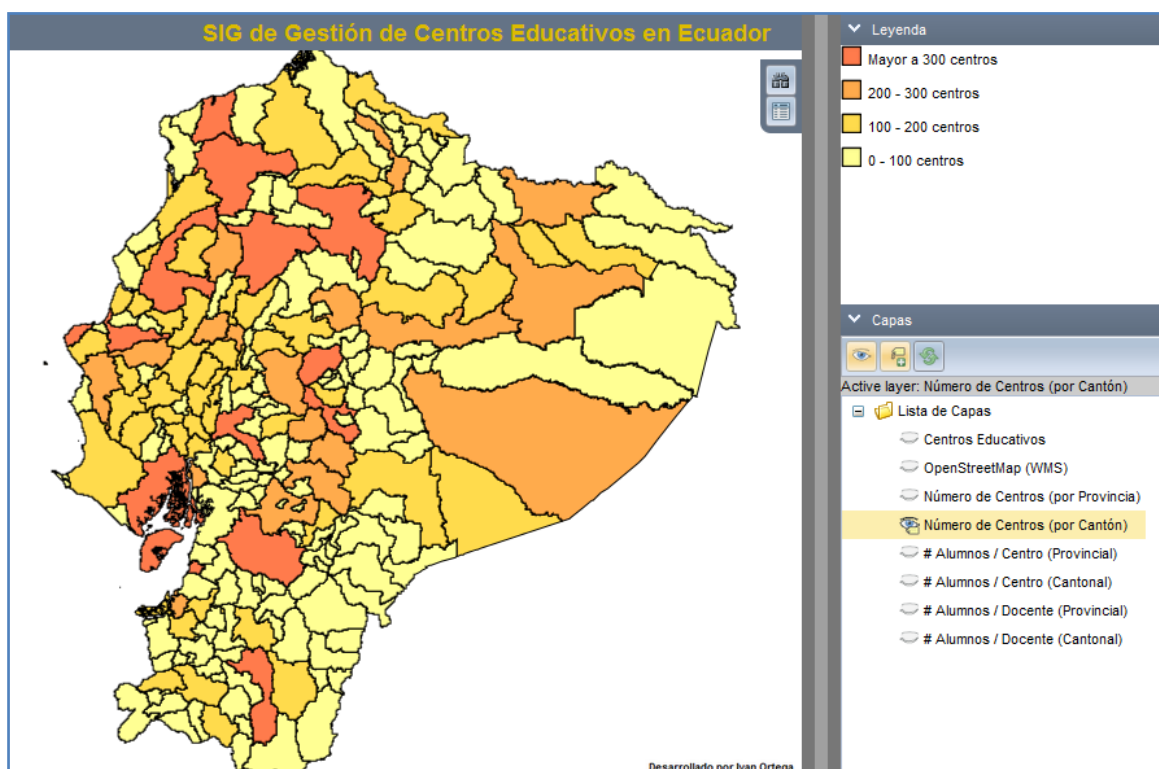 SIG de Gestión de Centros Educativos en Ecuador
Leyenda
Mayor a 300 centros
200 - 300 centros
100 - 200 centros
0 - 100 centros
Capas
Active layer: Número de Centros (por Cantón)
Lista de Capas
Centros Educativos
OpenStreetMap (WMS)
Número de Centros (por Provincia)
Número de Centros (por Cantón)
# Alumnos / Centro (Provincial)
# Alumnos / Centro (Cantonal)
# Alumnos / Docente (Provincial)
# Alumnos / Docente (Cantonal)
Desarrollado por Ivan Ortega